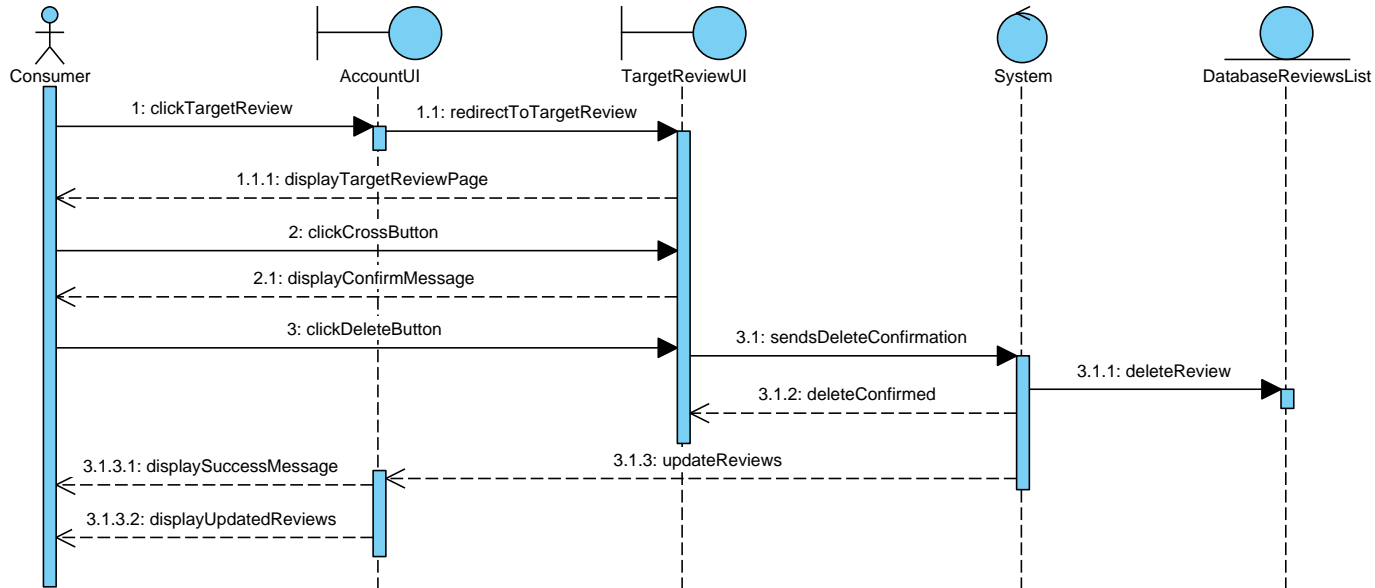 Consumer
AccountUI
TargetReviewUI
System
DatabaseReviewsList
1: clickTargetReview
1.1: redirectToTargetReview
1.1.1: displayTargetReviewPage
2: clickCrossButton
2.1: displayConfirmMessage
3: clickDeleteButton
3.1: sendsDeleteConfirmation
3.1.1: deleteReview
3.1.2: deleteConfirmed
3.1.3: updateReviews
3.1.3.1: displaySuccessMessage
3.1.3.2: displayUpdatedReviews